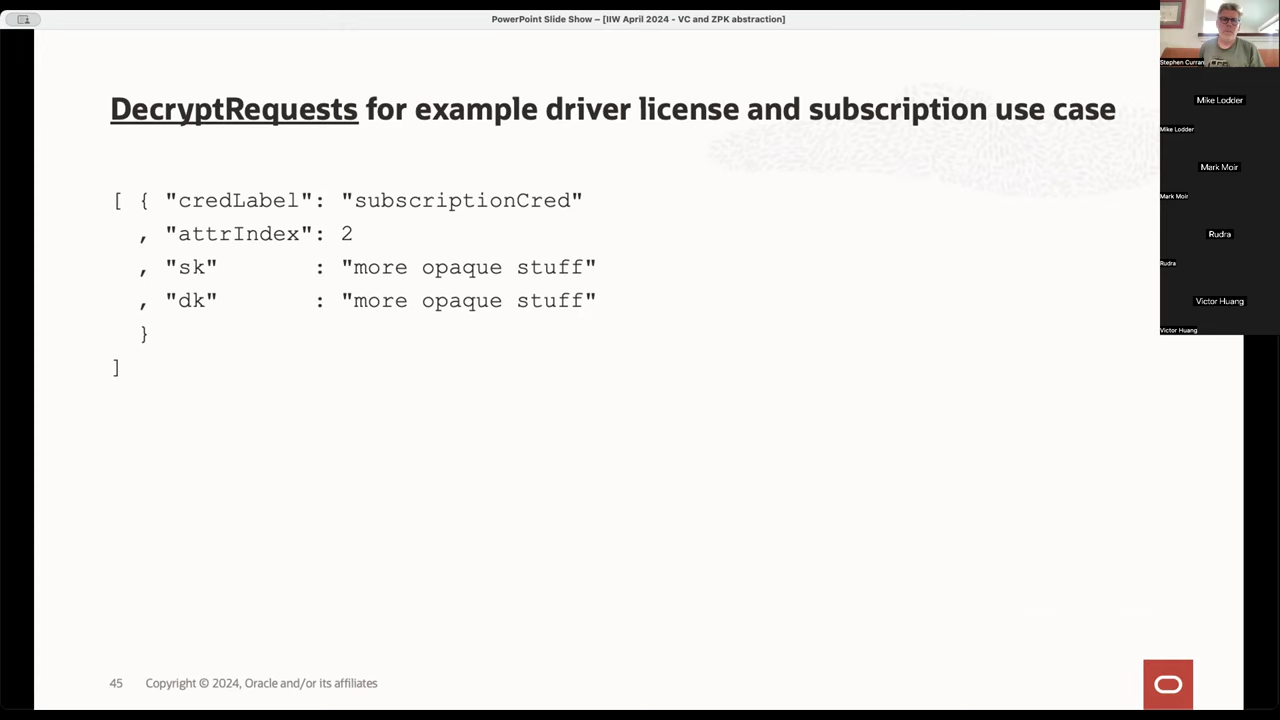 PowerPoint Slide Show – [IIW April 2024 - VC and ZPK abstraction]
DecryptRequests for example driver license and subscription use case
[ { "credLabel": "subscriptionCred"
, "attrIndex": 2
, "sk" : "more opaque stuff"
, "dk" : "more opaque stuff"
}
]
45 Copyright © 2024, Oracle and/or its affiliates
Stephen Curran
Mike Lodder
Mike Lodder
Mark Moir
Mark Moir
Rudra
Rudra
Victor Huang
Victor Huang